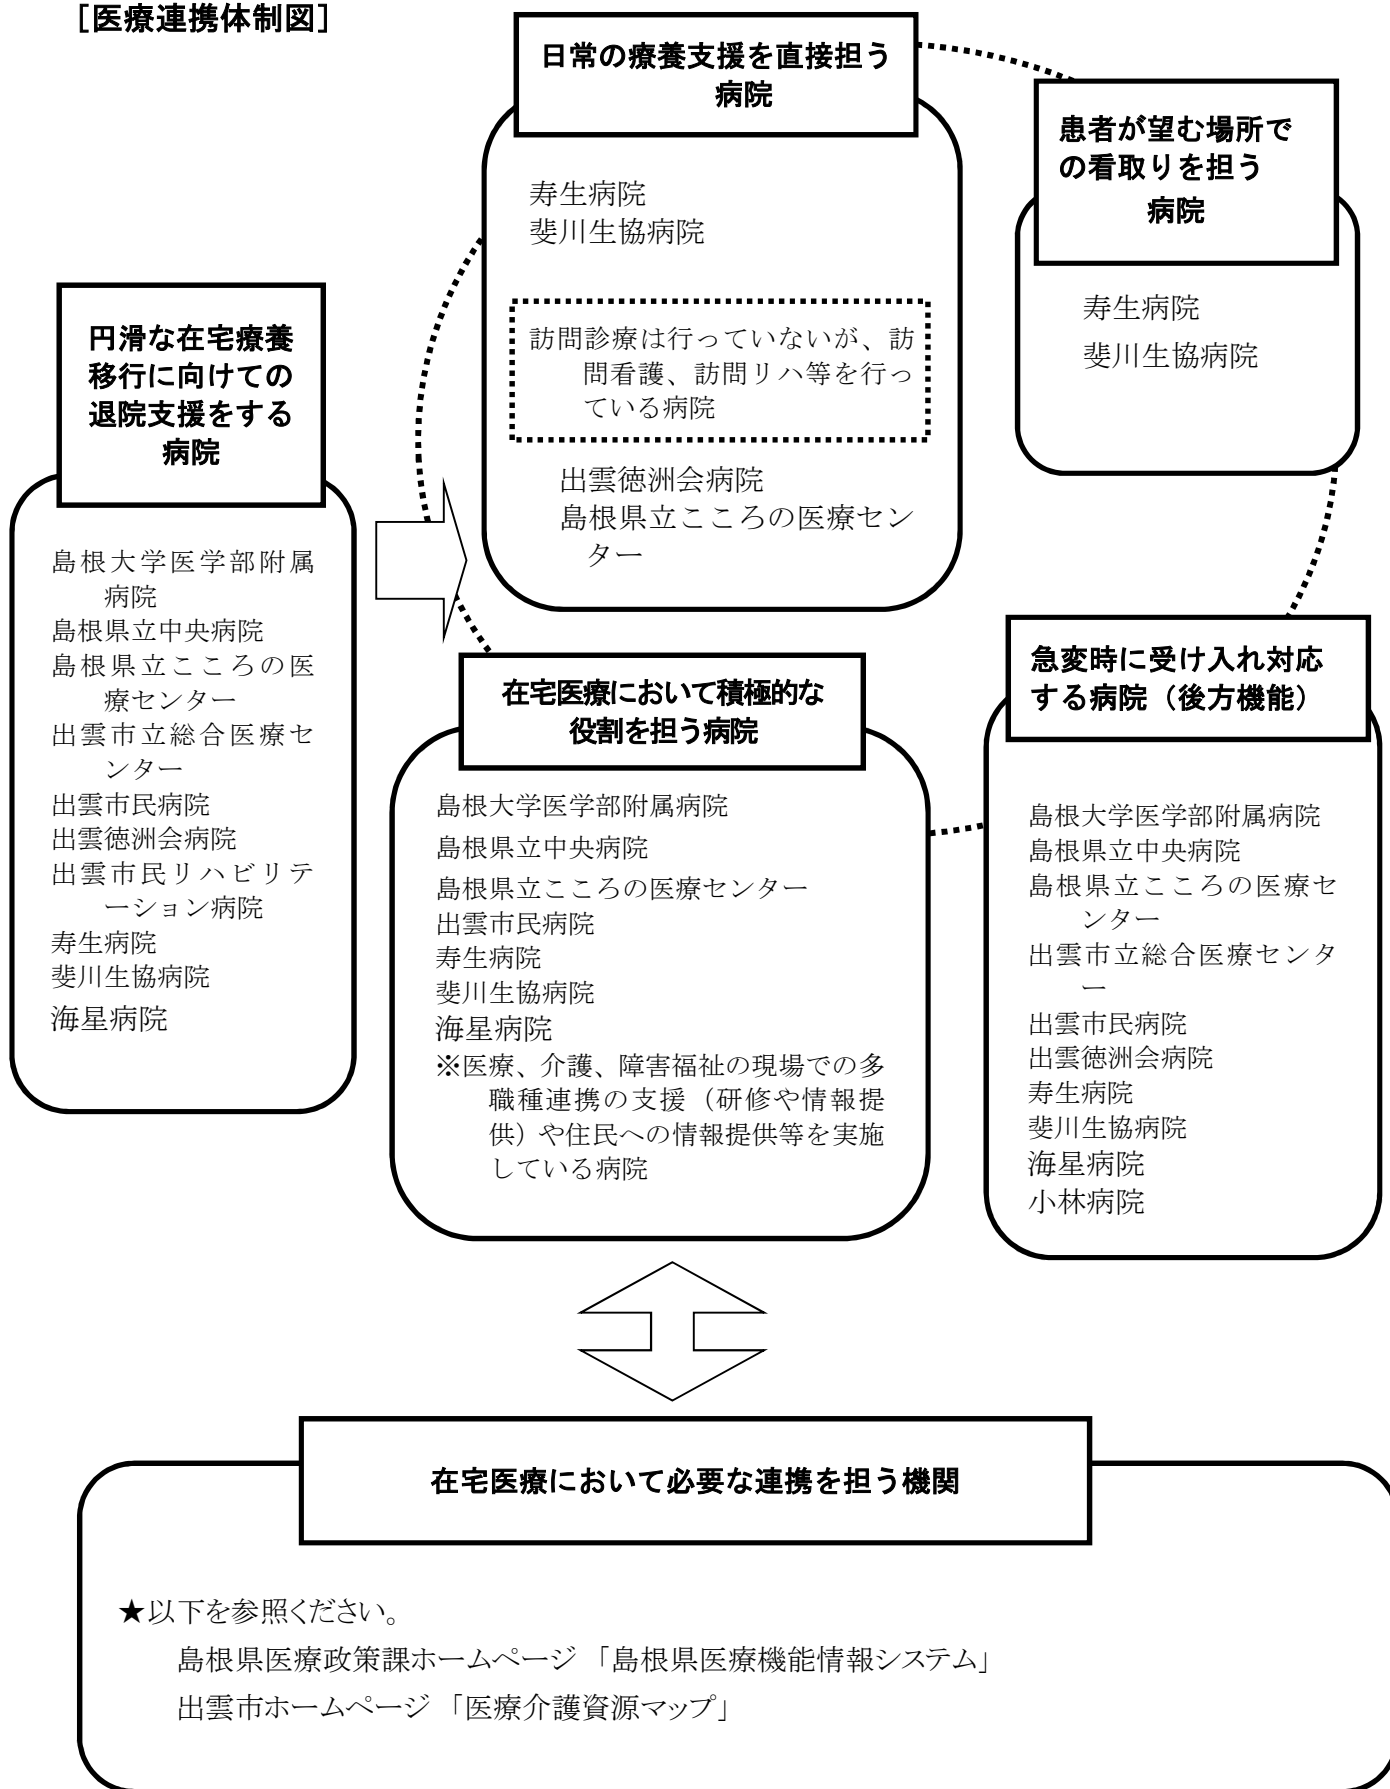 ［医療連携体制図］
日常の療養支援を直接担う
病院
寿生病院
斐川生協病院
訪問診療は行っていないが、訪
問看護、訪問リハ等を行っ
ている病院
出雲徳洲会病院
島根県立こころの医療セン
ター
患者が望む場所で
の看取りを担う
病院
寿生病院
斐川生協病院
円滑な在宅療養
移行に向けての
退院支援をする
病院
島根大学医学部附属
病院
島根県立中央病院
島根県立こころの医
療センター
出雲市立総合医療セ
ンター
出雲市民病院
出雲徳洲会病院
出雲市民リハビリテ
ーション病院
寿生病院
斐川生協病院
海星病院
在宅医療において積極的な
役割を担う病院
島根大学医学部附属病院
島根県立中央病院
島根県立こころの医療センター
出雲市民病院
寿生病院
斐川生協病院
海星病院
※医療、介護、障害福祉の現場での多
職種連携の支援（研修や情報提
供）や住民への情報提供等を実施
している病院
急変時に受け入れ対応
する病院（後方機能）
島根大学医学部附属病院
島根県立中央病院
島根県立こころの医療セ
ンター
出雲市立総合医療センタ
ー
出雲市民病院
出雲徳洲会病院
寿生病院
斐川生協病院
海星病院
小林病院
在宅医療において必要な連携を担う機関
★以下を参照ください。
島根県医療政策課ホームページ 「島根県医療機能情報システム」
出雲市ホームページ 「医療介護資源マップ」